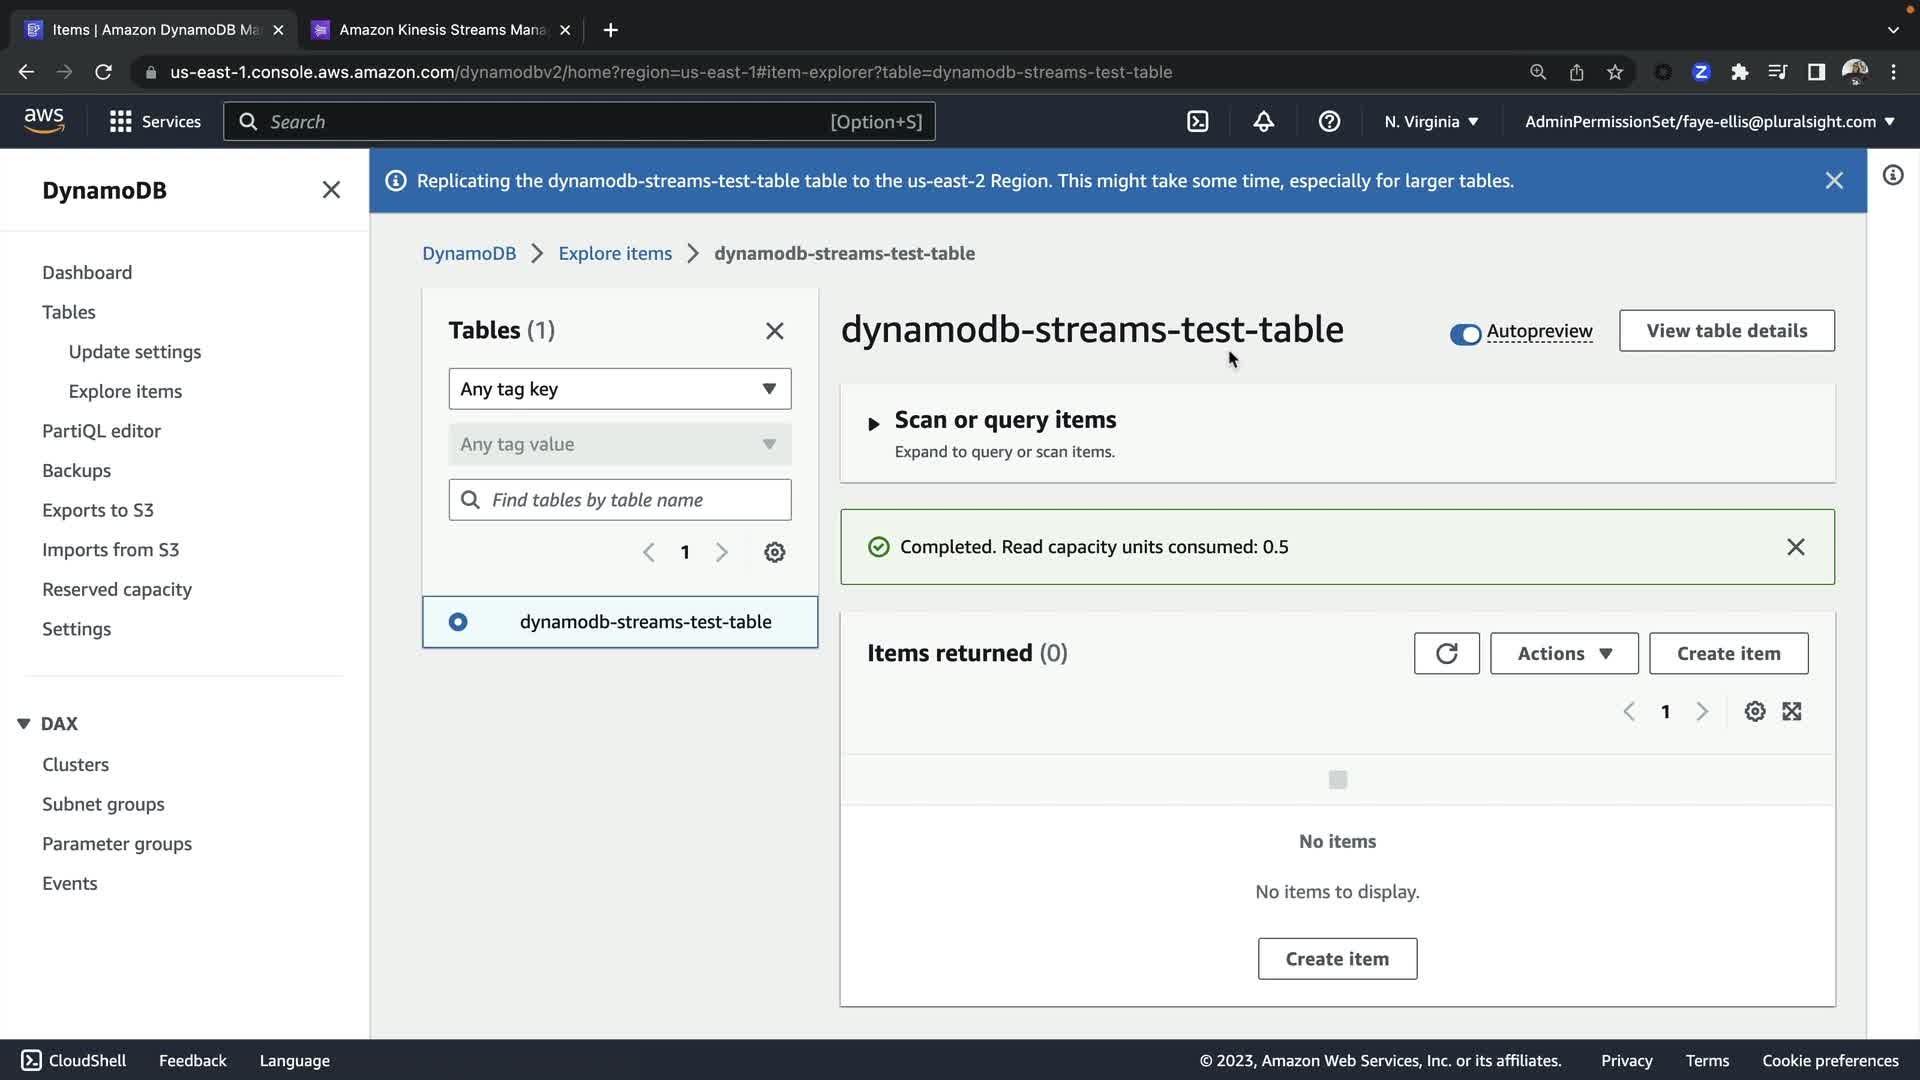 Items | Amazon DynamoDB Ma
Amazon Kinesis Streams Mana
us-east-1.console.aws.amazon.com/dynamodbv2/home?region=us-east-1#item-explorer?table=dynamodb-streams-test-table
Z
aws
Services
Search
[Option+S]
N. Virginia
AdminPermissionSet/faye-ellis@pluralsight.com
DynamoDB
Dashboard
Tables
Update settings
Explore items
PartiQL editor
Backups
Exports to S3
Imports from S3
Reserved capacity
Settings
DAX
Clusters
Subnet groups
Parameter groups
Events
Replicating the dynamodb-streams-test-table table to the us-east-2 Region. This might take some time, especially for larger tables.
DynamoDB
Explore items
dynamodb-streams-test-table
Tables (1)
Any tag key
Any tag value
Find tables by table name
1
dynamodb-streams-test-table
dynamodb-streams-test-table
Autopreview
View table details
Scan or query items
Expand to query or scan items.
Completed. Read capacity units consumed: 0.5
Items returned (0)
Actions
Create item
1
No items
No items to display.
Create item
CloudShell
Feedback
Language
© 2023, Amazon Web Services, Inc. or its affiliates.
Privacy
Terms
Cookie preferences